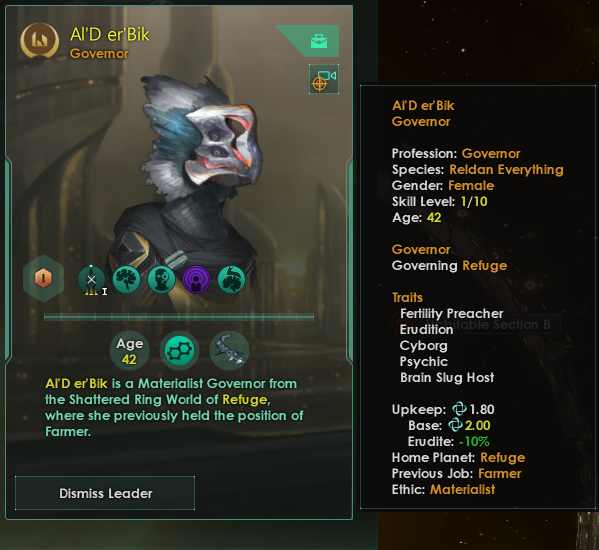 Al'D er'Bik
Governor
I
I
Age
42
Al'D er'Bik is a Materialist Governor from
the Shattered Ring World of Refuge,
where she previously held the position of
Farmer.
Dismiss Leader
Al'D er'Bik
Governor
Profession: Governor
Species: Reldan Everything
Gender: Female
Skill Level: 1/10
Age: 42
Governor
Governing Refuge
Traits
Fertility Preacher
Erudition
Cyborg
Psychic
Brain Slug Host
Upkeep: 1.80
Base: 2.00
Erudite: -10%
Home Planet: Refuge
Previous Job: Farmer
Ethic: Materialist
Section B